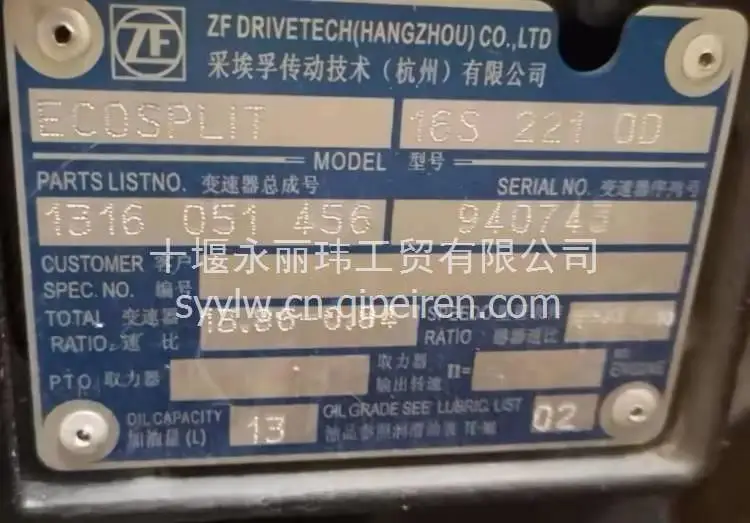 ZF
ZF DRIVETECH(HANGZHOU) CO.,LTD
采埃孚传动技术（杭州）有限公司
ECOSPLIT 16S 221 OD
MODEL 型号
PARTS LISTNO. 变速器总成号 SERIAL NO. 变速器序列号
1316 051 456 940743
CUSTOMER 客户
十堰永丽玮工贸有限公司
SPEC. NO. 编号
syylw.cn.qipeiren.com
TOTAL 变速器
RATIO. 速比 RATIO
PTO 取力器 取力器 输出转速 n=
OIL CAPACITY
加油量 (L) 13
OIL GRADE SEE LUBRIC. LIST
02